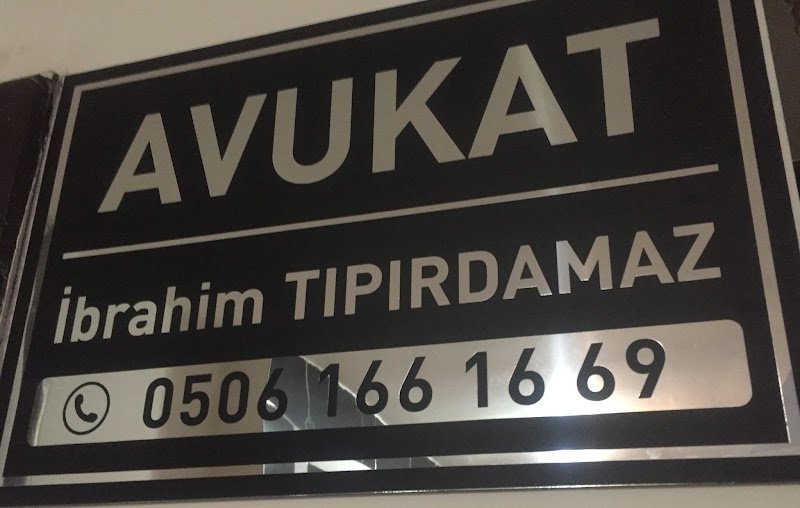 AVUKAT
İbrahim TIPIRDAMAZ
0506 166 16 69